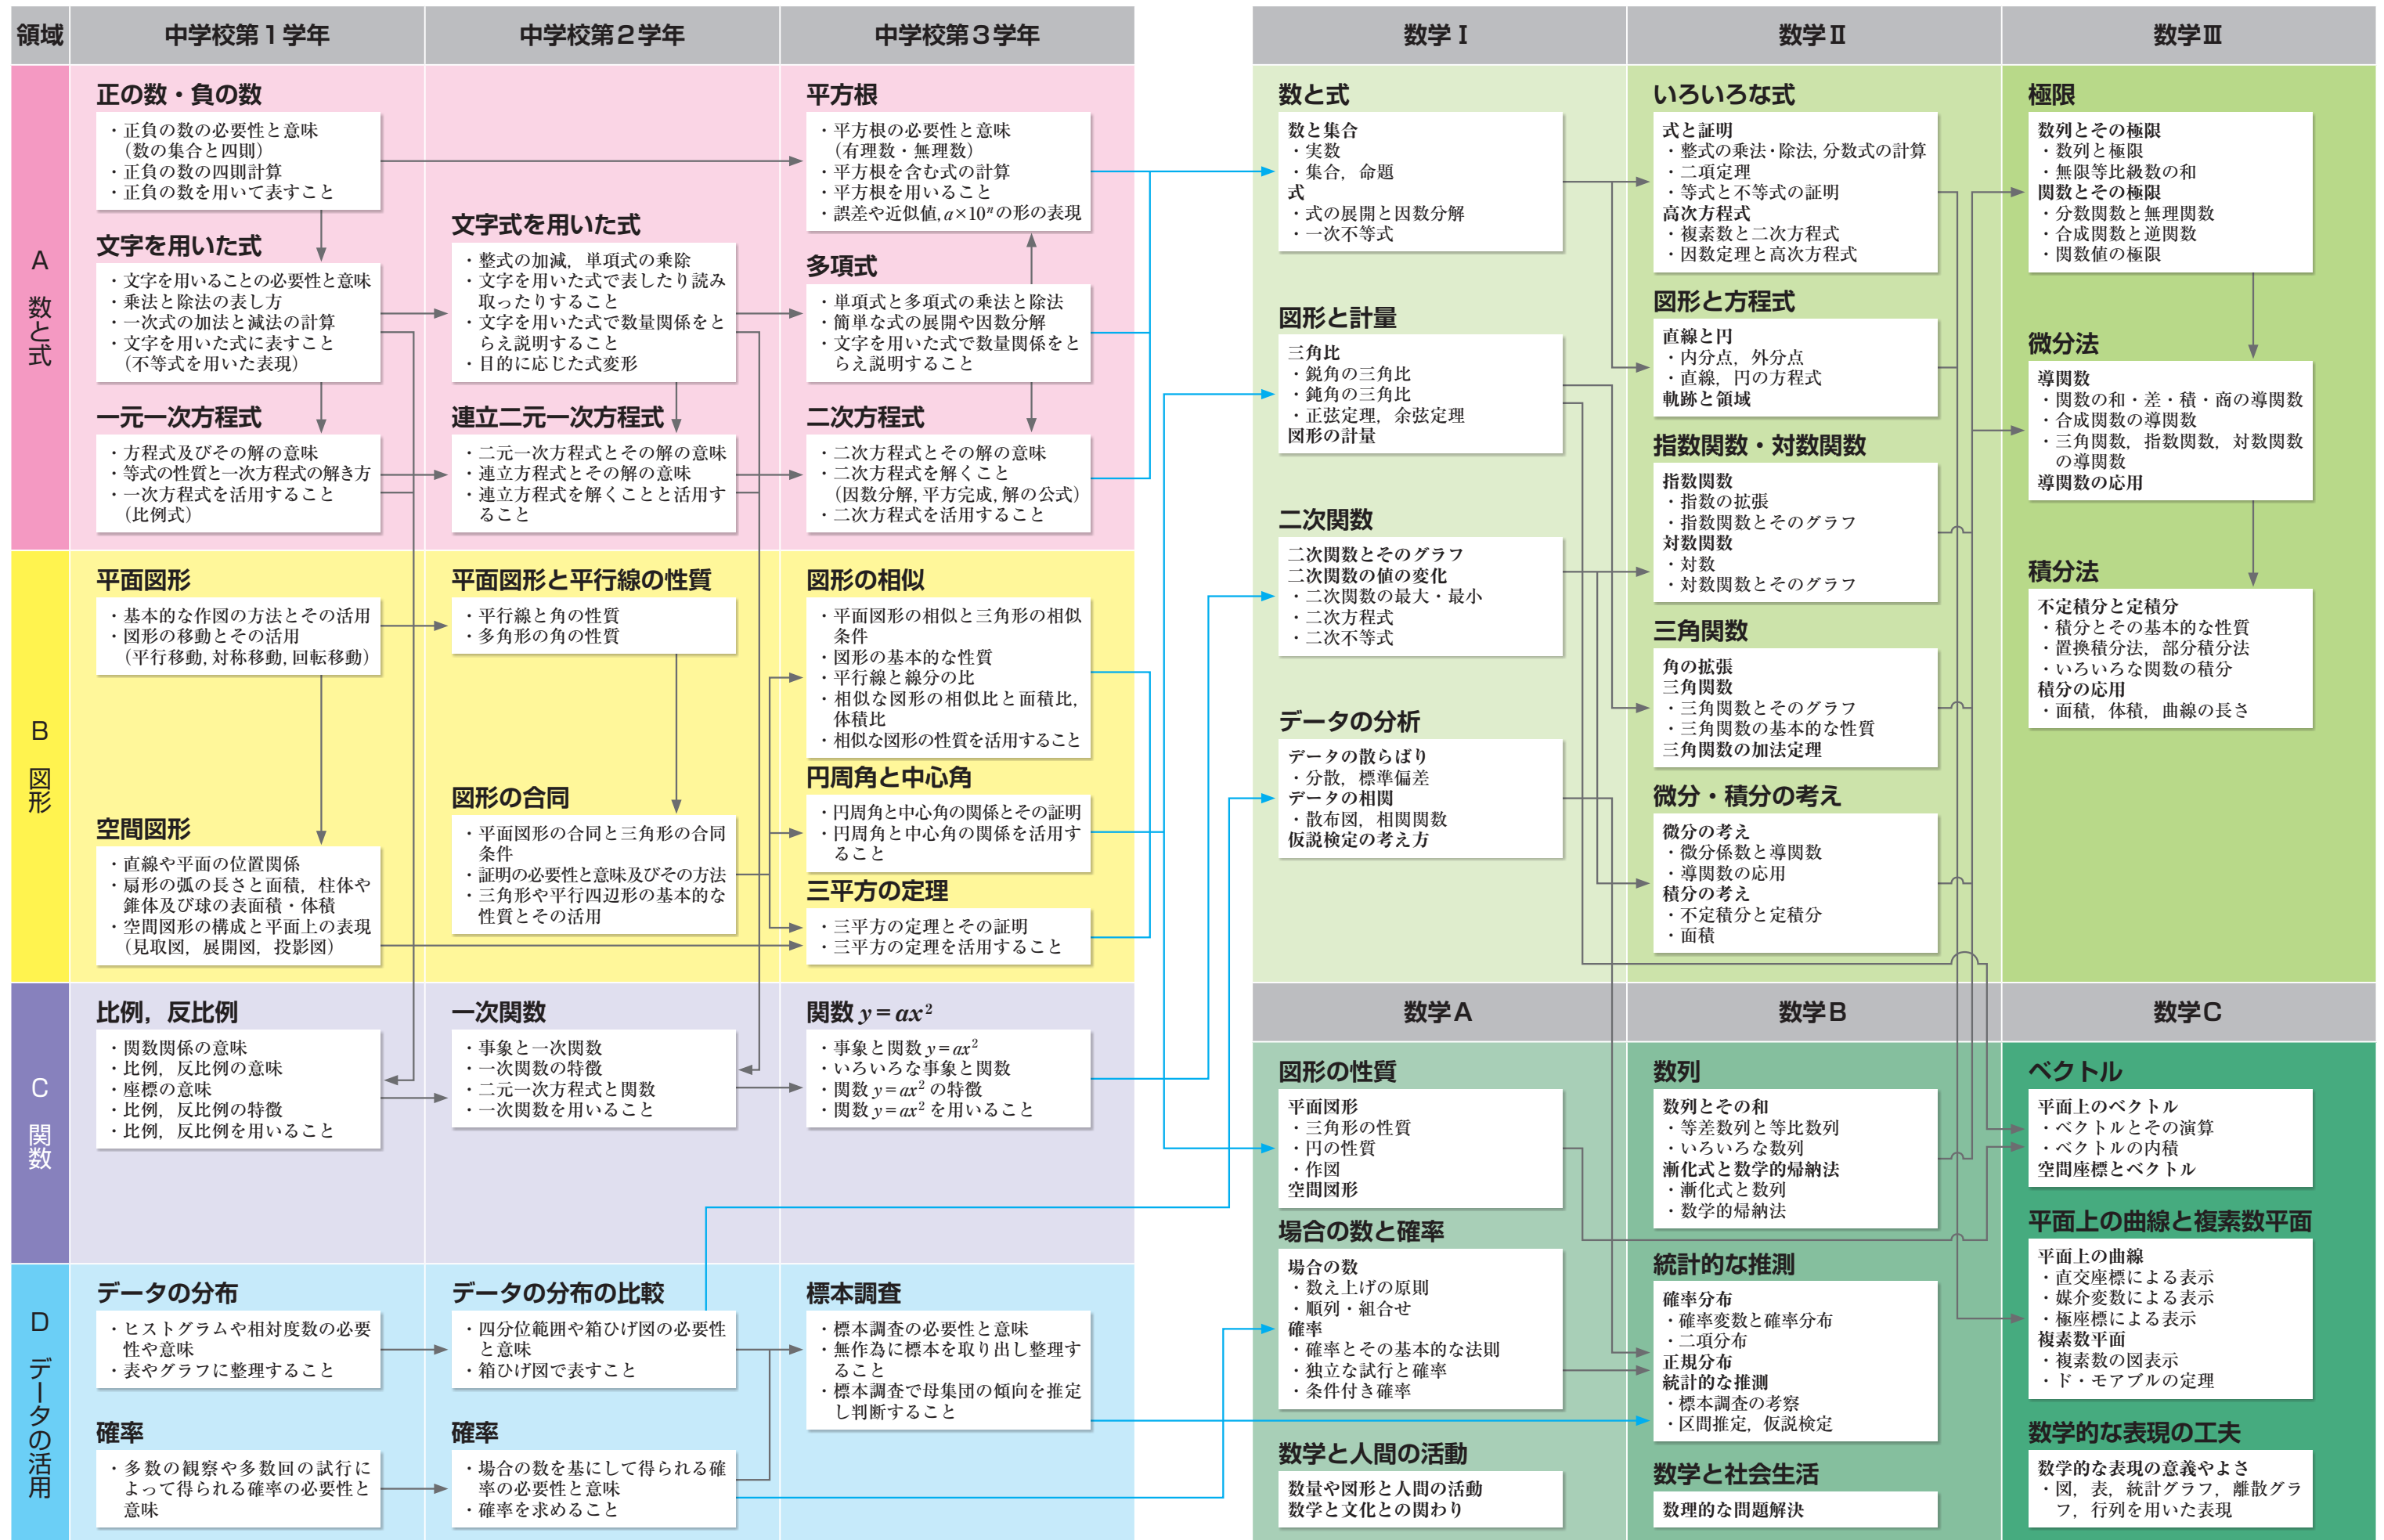 領域
中学校第1学年
中学校第2学年
中学校第3学年
A 数と式
正の数・負の数
・正負の数の必要性と意味
（数の集合と四則）
・正負の数の四則計算
・正負の数を用いて表すこと
文字を用いた式
・文字を用いることの必要性と意味
・乗法と除法の表し方
・一次式の加法と減法の計算
・文字を用いた式に表すこと
（不等式を用いた表現）
一元一次方程式
・方程式及びその解の意味
・等式の性質と一次方程式の解き方
・一次方程式を活用すること
（比例式）
文字式を用いた式
・整式の加減，単項式の乗除
・文字を用いた式で表したり読み
取ったりすること
・文字を用いた式で数量関係をと
らえ説明すること
・目的に応じた式変形
連立二元一次方程式
・二元一次方程式とその解の意味
・連立方程式とその解の意味
・連立方程式を解くことと活用す
ること
平方根
・平方根の必要性と意味
（有理数・無理数）
・平方根を含む式の計算
・平方根を用いること
・誤差や近似値，a×10ⁿの形の表現
多項式
・単項式と多項式の乗法と除法
・簡単な式の展開や因数分解
・文字を用いた式で数量関係をと
らえ説明すること
二次方程式
・二次方程式とその解の意味
・二次方程式を解くこと
（因数分解，平方完成，解の公式）
・二次方程式を活用すること
B 図形
平面図形
・基本的な作図の方法とその活用
・図形の移動とその活用
（平行移動，対称移動，回転移動）
空間図形
・直線や平面の位置関係
・扇形の弧の長さと面積，柱体や
錐体及び球の表面積・体積
・空間図形の構成と平面上の表現
（見取図，展開図，投影図）
平面図形と平行線の性質
・平行線と角の性質
・多角形の角の性質
図形の合同
・平面図形の合同と三角形の合同
条件
・証明の必要性と意味及びその方法
・三角形や平行四辺形の基本的な
性質とその活用
図形の相似
・平面図形の相似と三角形の相似
条件
・図形の基本的な性質
・平行線と線分の比
・相似な図形の相似比と面積比，
体積比
・相似な図形の性質を活用すること
円周角と中心角
・円周角と中心角の関係とその証明
・円周角と中心角の関係を活用す
ること
三平方の定理
・三平方の定理とその証明
・三平方の定理を活用すること
C 関数
比例，反比例
・関数関係の意味
・比例，反比例の意味
・座標の意味
・比例，反比例の特徴
・比例，反比例を用いること
一次関数
・事象と一次関数
・一次関数の特徴
・二元一次方程式と関数
・一次関数を用いること
関数 y=ax²
・事象と関数 y=ax²
・いろいろな事象と関数
・関数 y=ax² の特徴
・関数 y=ax² を用いること
D データの活用
データの分布
・ヒストグラムや相対度数の必要
性や意味
・表やグラフに整理すること
確率
・多数の観察や多数回の試行に
よって得られる確率の必要性と
意味
データの分布の比較
・四分位範囲や箱ひげ図の必要性
と意味
・箱ひげ図で表すこと
確率
・場合の数を基にして得られる確
率の必要性と意味
・確率を求めること
標本調査
・標本調査の必要性と意味
・無作為に標本を取り出し整理す
ること
・標本調査で母集団の傾向を推定
し判断すること
数学Ⅰ
数学Ⅱ
数学Ⅲ
数と式
数と集合
・実数
・集合，命題
式
・式の展開と因数分解
・一次不等式
図形と計量
三角比
・鋭角の三角比
・鈍角の三角比
・正弦定理，余弦定理
図形の計量
二次関数
二次関数とそのグラフ
二次関数の値の変化
・二次関数の最大・最小
・二次方程式
・二次不等式
データの分析
データの散らばり
・分散，標準偏差
データの相関
・散布図，相関関数
仮説検定の考え方
いろいろな式
式と証明
・整式の乗法・除法，分数式の計算
・二項定理
・等式と不等式の証明
高次方程式
・複素数と二次方程式
・因数定理と高次方程式
図形と方程式
直線と円
・内分点，外分点
・直線，円の方程式
軌跡と領域
指数関数・対数関数
指数関数
・指数の拡張
・指数関数とそのグラフ
対数関数
・対数
・対数関数とそのグラフ
三角関数
角の拡張
三角関数
・三角関数とそのグラフ
・三角関数の基本的な性質
三角関数の加法定理
微分・積分の考え
微分の考え
・微分係数と導関数
・導関数の応用
積分の考え
・不定積分と定積分
・面積
極限
数列とその極限
・数列と極限
・無限等比級数の和
関数とその極限
・分数関数と無理関数
・合成関数と逆関数
・関数値の極限
微分法
導関数
・関数の和・差・積・商の導関数
・合成関数の導関数
・三角関数，指数関数，対数関数
の導関数
導関数の応用
積分法
不定積分と定積分
・積分とその基本的な性質
・置換積分法，部分積分法
・いろいろな関数の積分
積分の応用
・面積，体積，曲線の長さ
数学A
数学B
数学C
図形の性質
平面図形
・三角形の性質
・円の性質
・作図
空間図形
場合の数と確率
場合の数
・数え上げの原則
・順列・組合せ
確率
・確率とその基本的な法則
・独立な試行と確率
・条件付き確率
数学と人間の活動
数量や図形と人間の活動
数学と文化との関わり
数列
数列とその和
・等差数列と等比数列
・いろいろな数列
漸化式と数学的帰納法
・漸化式と数列
・数学的帰納法
統計的な推測
確率分布
・確率変数と確率分布
・二項分布
正規分布
統計的な推測
・標本調査の考察
・区間推定，仮説検定
数学と社会生活
数理的な問題解決
ベクトル
平面上のベクトル
・ベクトルとその演算
・ベクトルの内積
空間座標とベクトル
平面上の曲線と複素数平面
平面上の曲線
・直交座標による表示
・媒介変数による表示
・極座標による表示
複素数平面
・複素数の図表示
・ド・モアブルの定理
数学的な表現の工夫
数学的な表現の意義やよさ
・図，表，統計グラフ，離散グラ
フ，行列を用いた表現